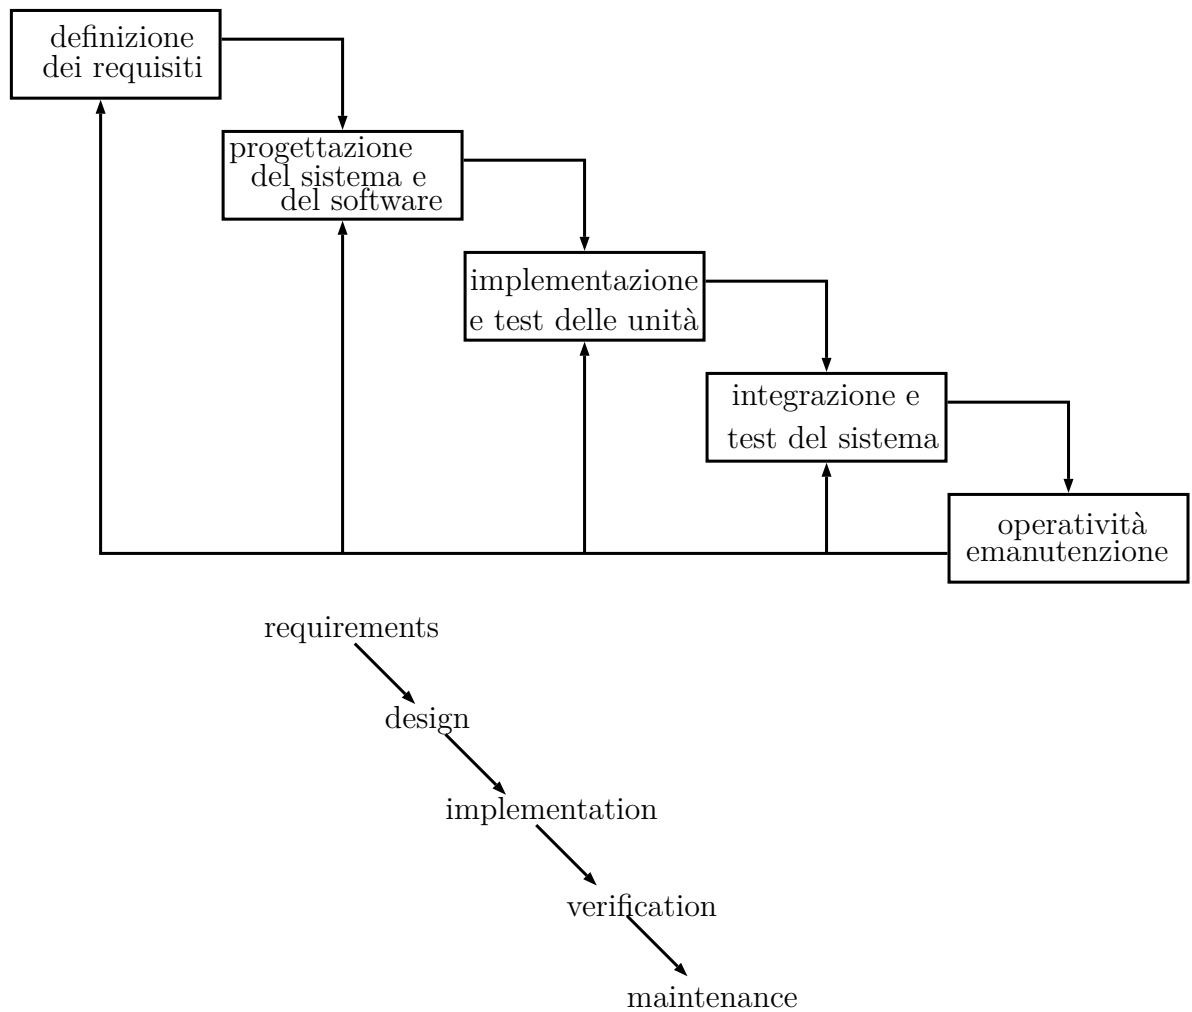 definizione
dei requisiti
progettazione
del sistema e
del software
implementazione
e test delle unità
integrazione e
test del sistema
operatività
emanutenzione
requirements
design
implementation
verification
maintenance